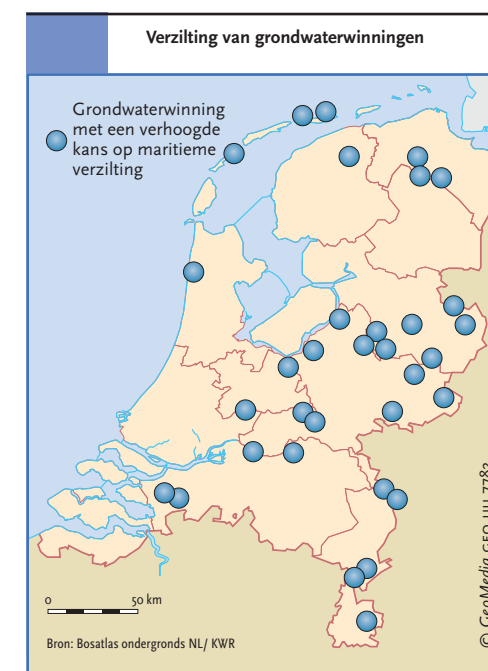 Verzilting van grondwaterwinningen
Grondwaterwinning
met een verhoogde
kans op maritieme
verzilting
0 50 km
Bron: Bosatlas ondergronds NL/ KWR
© GeoMedia